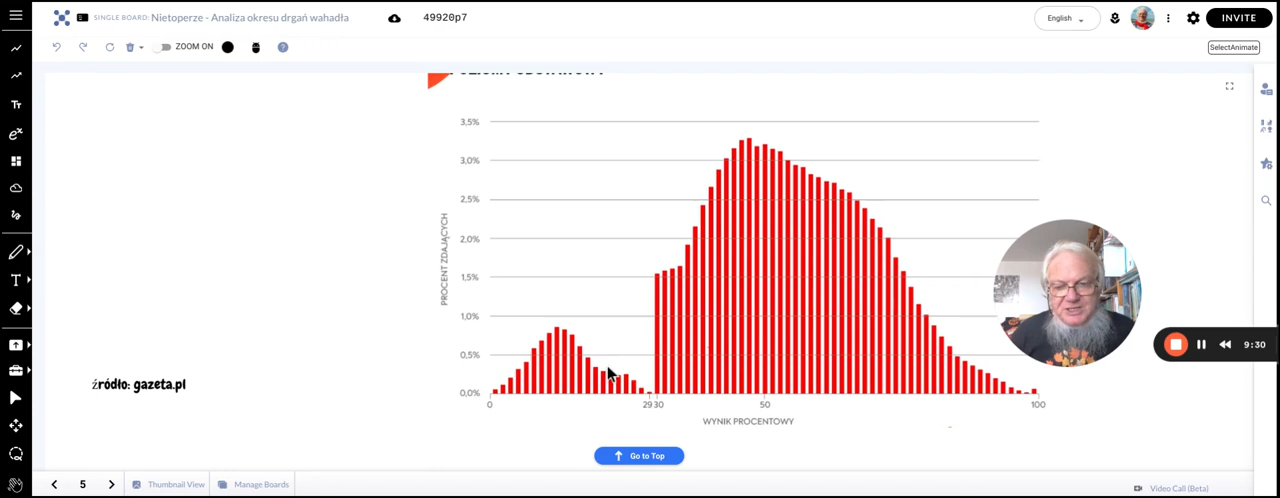 SINGLE BOARD: Nietoperze - Analiza okresu drgań wahadła
49920p7
English
INVITE
ZOOM ON
SelectAnimate
3,5%
3,0%
2,5%
2,0%
1,5%
1,0%
0,5%
0,0%
PROCENT ZDAJĄCYCH
0
29 30
50
100
WYNIK PROCENTOWY
źródło: gazeta.pl
9:30
Go to Top
5
Thumbnail View
Manage Boards
Video Call (Beta)